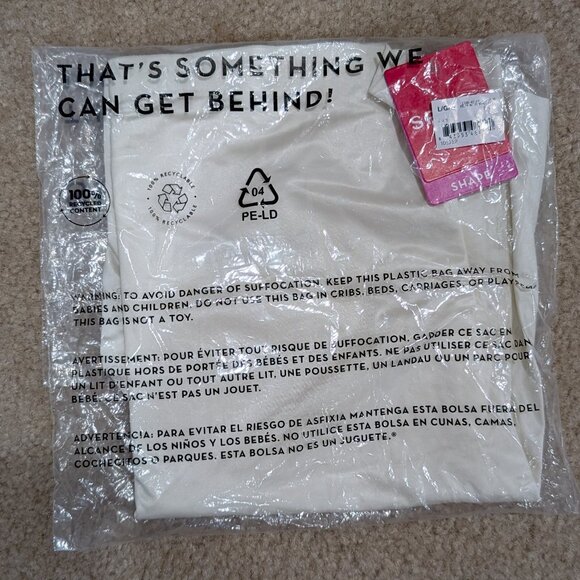 THAT'S SOMETHING WE
CAN GET BEHIND!
L/G
SHAPE
100%
RECYCLED
CONTENT
100% RECYCLABLE
100% RECYCLABLE
04
PE-LD
WARNING: TO AVOID DANGER OF SUFFOCATION, KEEP THIS PLASTIC BAG AWAY FROM
BABIES AND CHILDREN. DO NOT USE THIS BAG IN CRIBS, BEDS, CARRIAGES, OR
THIS BAG IS NOT A TOY.
AVERTISSEMENT: POUR ÉVITER TOUT RISQUE DE SUFFOCATION, GARDER CE SAC EN
PLASTIQUE HORS DE PORTÉE DES BÉBÉS ET DES ENFANTS. NE PAS UTILISER CE SAC DANS
UN LIT D'ENFANT OU TOUT AUTRE LIT, UNE POUSSETTE, UN LANDAU OU UN PARC POUR
BÉBÉ. CE SAC N'EST PAS UN JOUET.
ADVERTENCIA: PARA EVITAR EL RIESGO DE ASFIXIA MANTENGA ESTA BOLSA FUERA DEL
ALCANCE DE LOS NIÑOS Y LOS BEBÉS. NO UTILICE ESTA BOLSA EN CUNAS, CAMAS,
COCHECITOS O PARQUES. ESTA BOLSA NO ES UN JUGUETE.®